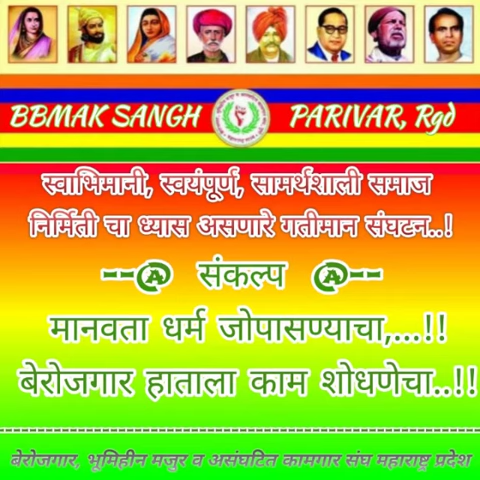 BBMAK SANGH PARIVAR, Rgd
स्वाभिमानी, स्वयंपूर्ण, सामर्थशाली समाज
निर्मिती चा ध्यास असणारे गतीमान संघटन..!
--@ संकल्प @--
मानवता धर्म जोपासण्याचा,...!!
बेरोजगार हाताला काम शोधणेचा..!!
बेरोजगार, भुमिहीन मजुर व असंघटित कामगार संघ महाराष्ट्र प्रदेश